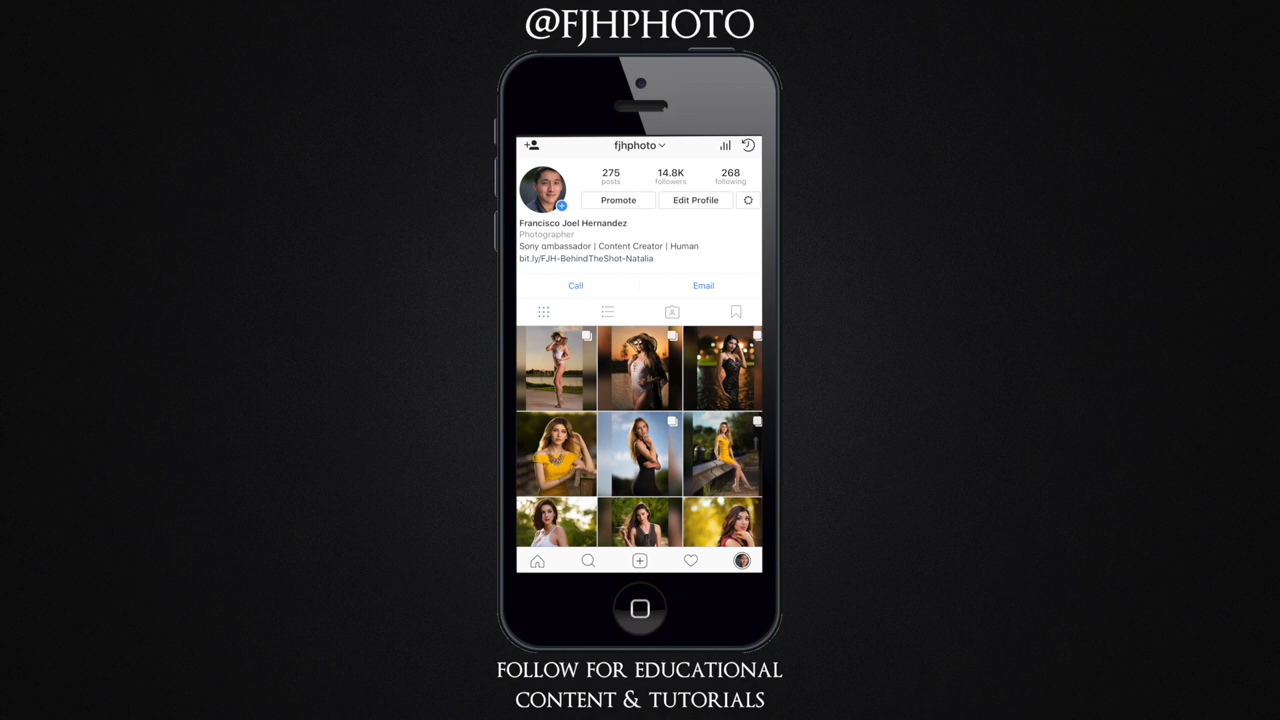 @FJHPHOTO
fjhphoto
275 14.8K 268
posts followers following
Promote Edit Profile
Francisco Joel Hernandez
Photographer
Sony ambassador | Content Creator | Human
bit.ly/FJH-BehindTheShot-Natalia
Call Email
FOLLOW FOR EDUCATIONAL
CONTENT & TUTORIALS